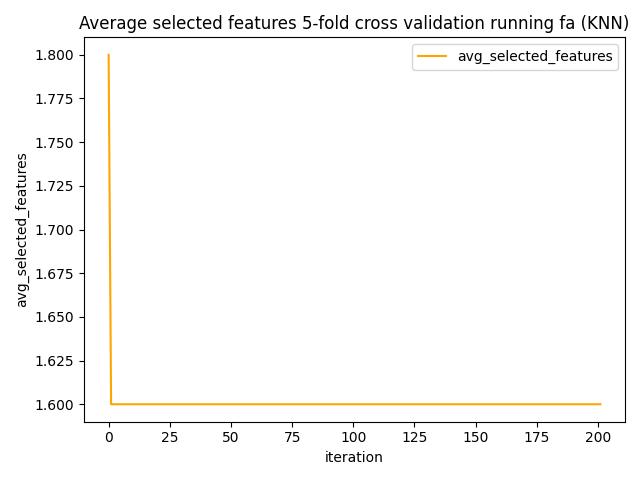 Average selected features 5-fold cross validation running fa (KNN)
avg_selected_features
1.800
1.775
1.750
1.725
1.700
1.675
1.650
1.625
1.600
avg_selected_features
0 25 50 75 100 125 150 175 200
iteration